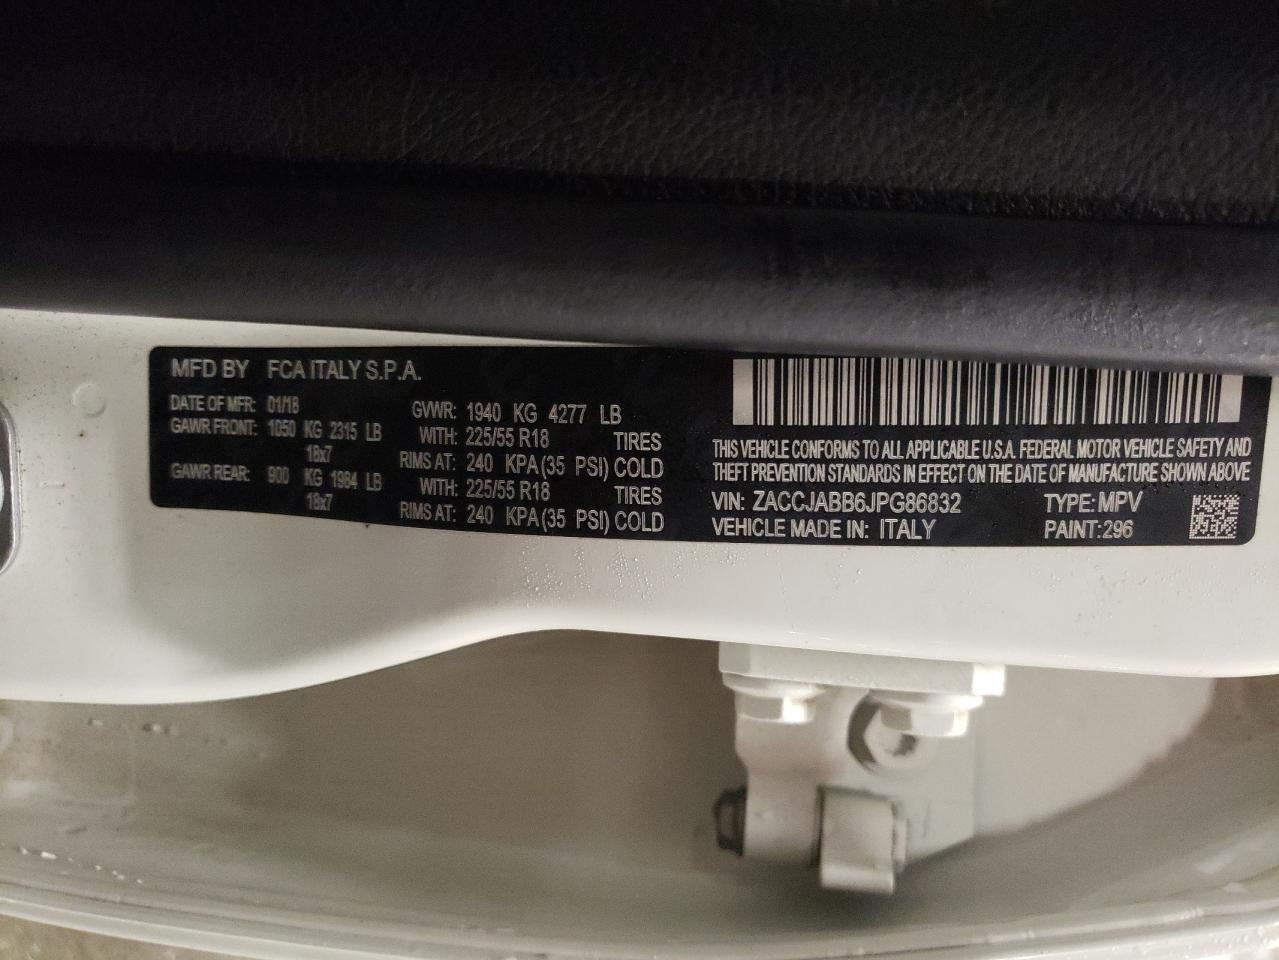 MFD BY FCA ITALY S.P.A.
DATE OF MFR: 01/18
GVWR: 1940 KG 4277 LB
GAWR FRONT: 1050 KG 2315 LB
WITH: 225/55 R18 TIRES
18x7
RIMS AT: 240 KPA (35 PSI) COLD
GAWR REAR: 900 KG 1984 LB
WITH: 225/55 R18 TIRES
18x7
RIMS AT: 240 KPA (35 PSI) COLD
THIS VEHICLE CONFORMS TO ALL APPLICABLE U.S.A. FEDERAL MOTOR VEHICLE SAFETY AND
THEFT PREVENTION STANDARDS IN EFFECT ON THE DATE OF MANUFACTURE SHOWN ABOVE
VIN: ZACCJABB6JPG86832 TYPE: MPV
VEHICLE MADE IN: ITALY PAINT: 296